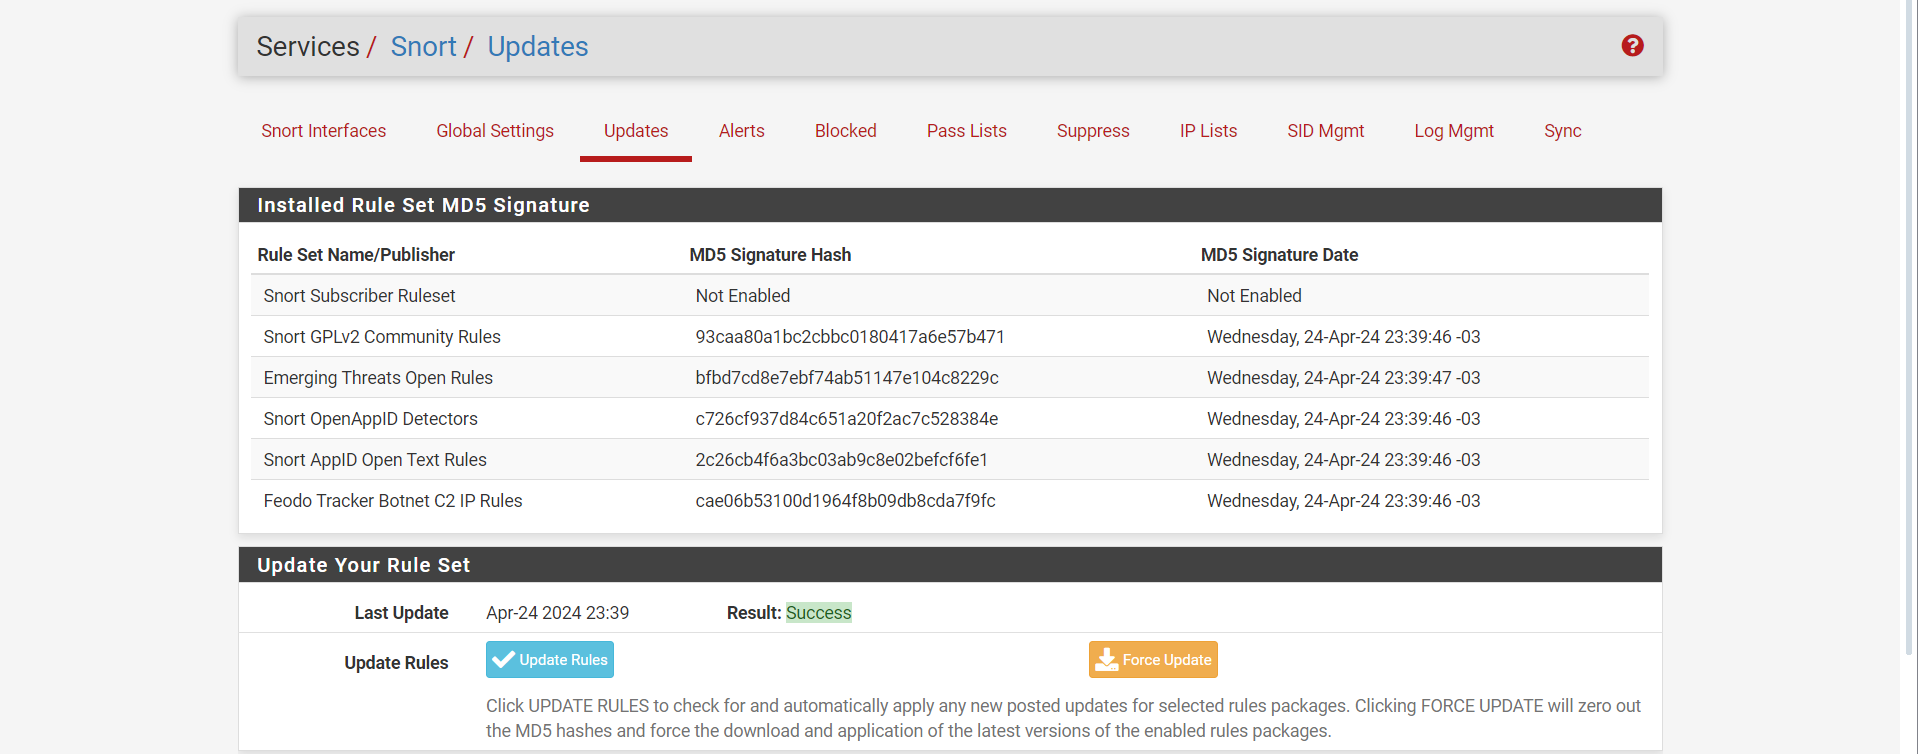 Services / Snort / Updates
Snort Interfaces Global Settings Updates Alerts Blocked Pass Lists Suppress IP Lists SID Mgmt Log Mgmt Sync
Installed Rule Set MD5 Signature
Rule Set Name/Publisher MD5 Signature Hash MD5 Signature Date
Snort Subscriber Ruleset Not Enabled Not Enabled
Snort GPLv2 Community Rules 93caa80a1bc2cbbc0180417a6e57b471 Wednesday, 24-Apr-24 23:39:46 -03
Emerging Threats Open Rules bfbd7cd8e7ebf74ab51147e104c8229c Wednesday, 24-Apr-24 23:39:47 -03
Snort OpenAppID Detectors c726cf937d84c651a20f2ac7c528384e Wednesday, 24-Apr-24 23:39:46 -03
Snort AppID Open Text Rules 2c26cb4f6a3bc03ab9c8e02befcf6fe1 Wednesday, 24-Apr-24 23:39:46 -03
Feodo Tracker Botnet C2 IP Rules cae06b53100d1964f8b09db8cda7f9fc Wednesday, 24-Apr-24 23:39:46 -03
Update Your Rule Set
Last Update Apr-24 2024 23:39 Result: Success
Update Rules Update Rules Force Update
Click UPDATE RULES to check for and automatically apply any new posted updates for selected rules packages. Clicking FORCE UPDATE will zero out
the MD5 hashes and force the download and application of the latest versions of the enabled rules packages.